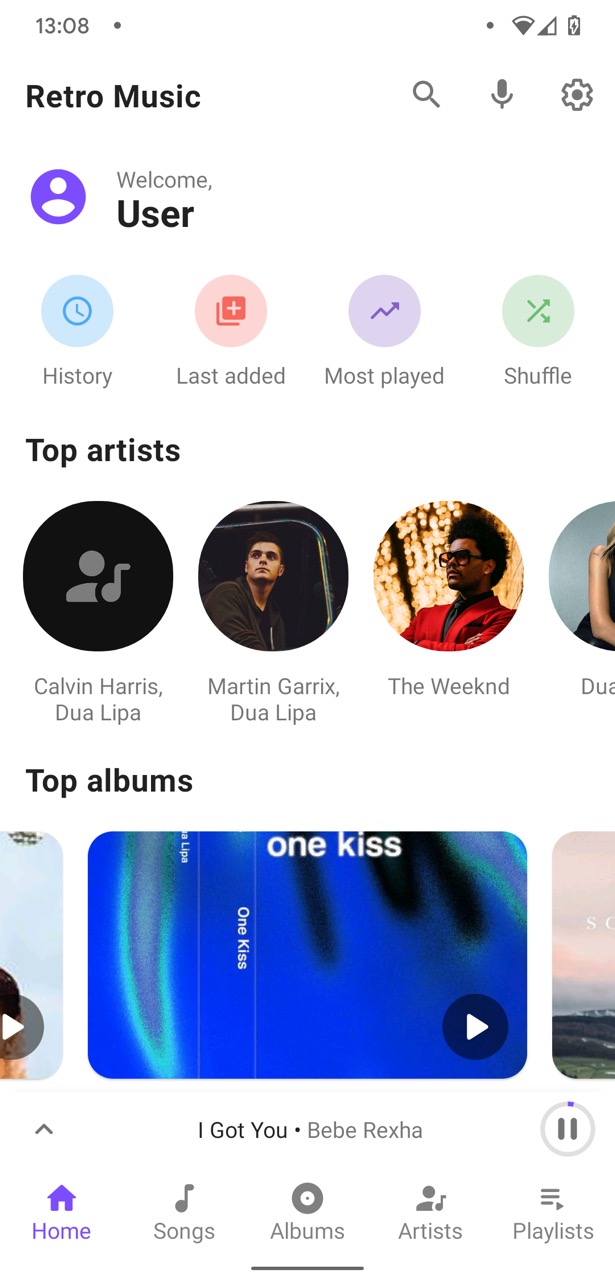 13:08
Retro Music
Welcome,
User
History
Last added
Most played
Shuffle
Top artists
Calvin Harris,
Dua Lipa
Martin Garrix,
Dua Lipa
The Weeknd
Top albums
one kiss
One Kiss
I Got You • Bebe Rexha
Home
Songs
Albums
Artists
Playlists